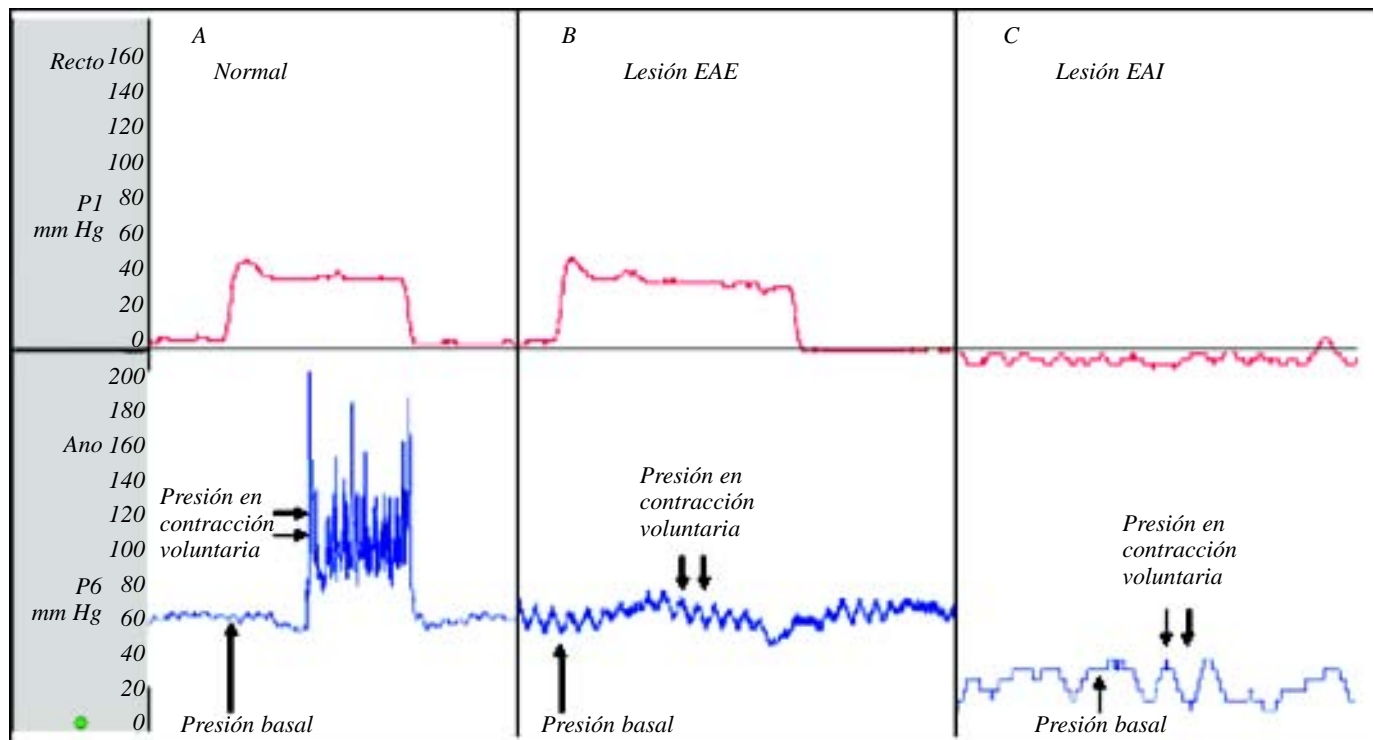 A
Normal
B
Lesión EAE
C
Lesión EAI
Recto 160
140
120
100
80
P1
mm Hg
60
40
20
0
200
180
Ano 160
140
120
100
80
P6
mm Hg
60
40
20
0
Presión en
contracción
voluntaria
Presión basal
Presión en
contracción
voluntaria
Presión basal
Presión en
contracción
voluntaria
Presión basal